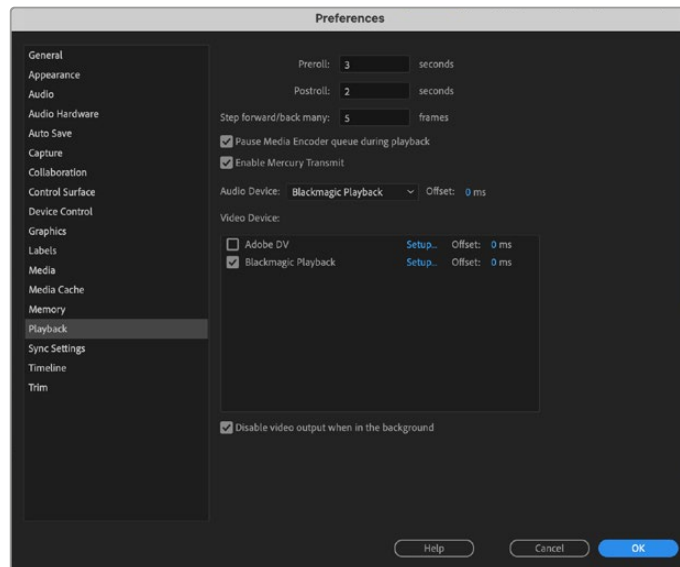 Preferences
General
Appearance
Audio
Audio Hardware
Auto Save
Capture
Collaboration
Control Surface
Device Control
Graphics
Labels
Media
Media Cache
Memory
Playback
Sync Settings
Timeline
Trim
Preroll: 3 seconds
Postroll: 2 seconds
Step forward/back many: 5 frames
Pause Media Encoder queue during playback
Enable Mercury Transmit
Audio Device: Blackmagic Playback Offset: 0 ms
Video Device:
Adobe DV Setup... Offset: 0 ms
Blackmagic Playback Setup... Offset: 0 ms
Disable video output when in the background
Help Cancel OK